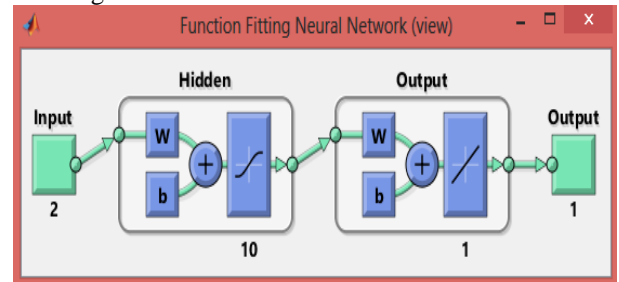 Function Fitting Neural Network (view)
Hidden
Output
Input
Output
W
b
+
W
b
+
2
10
1
1